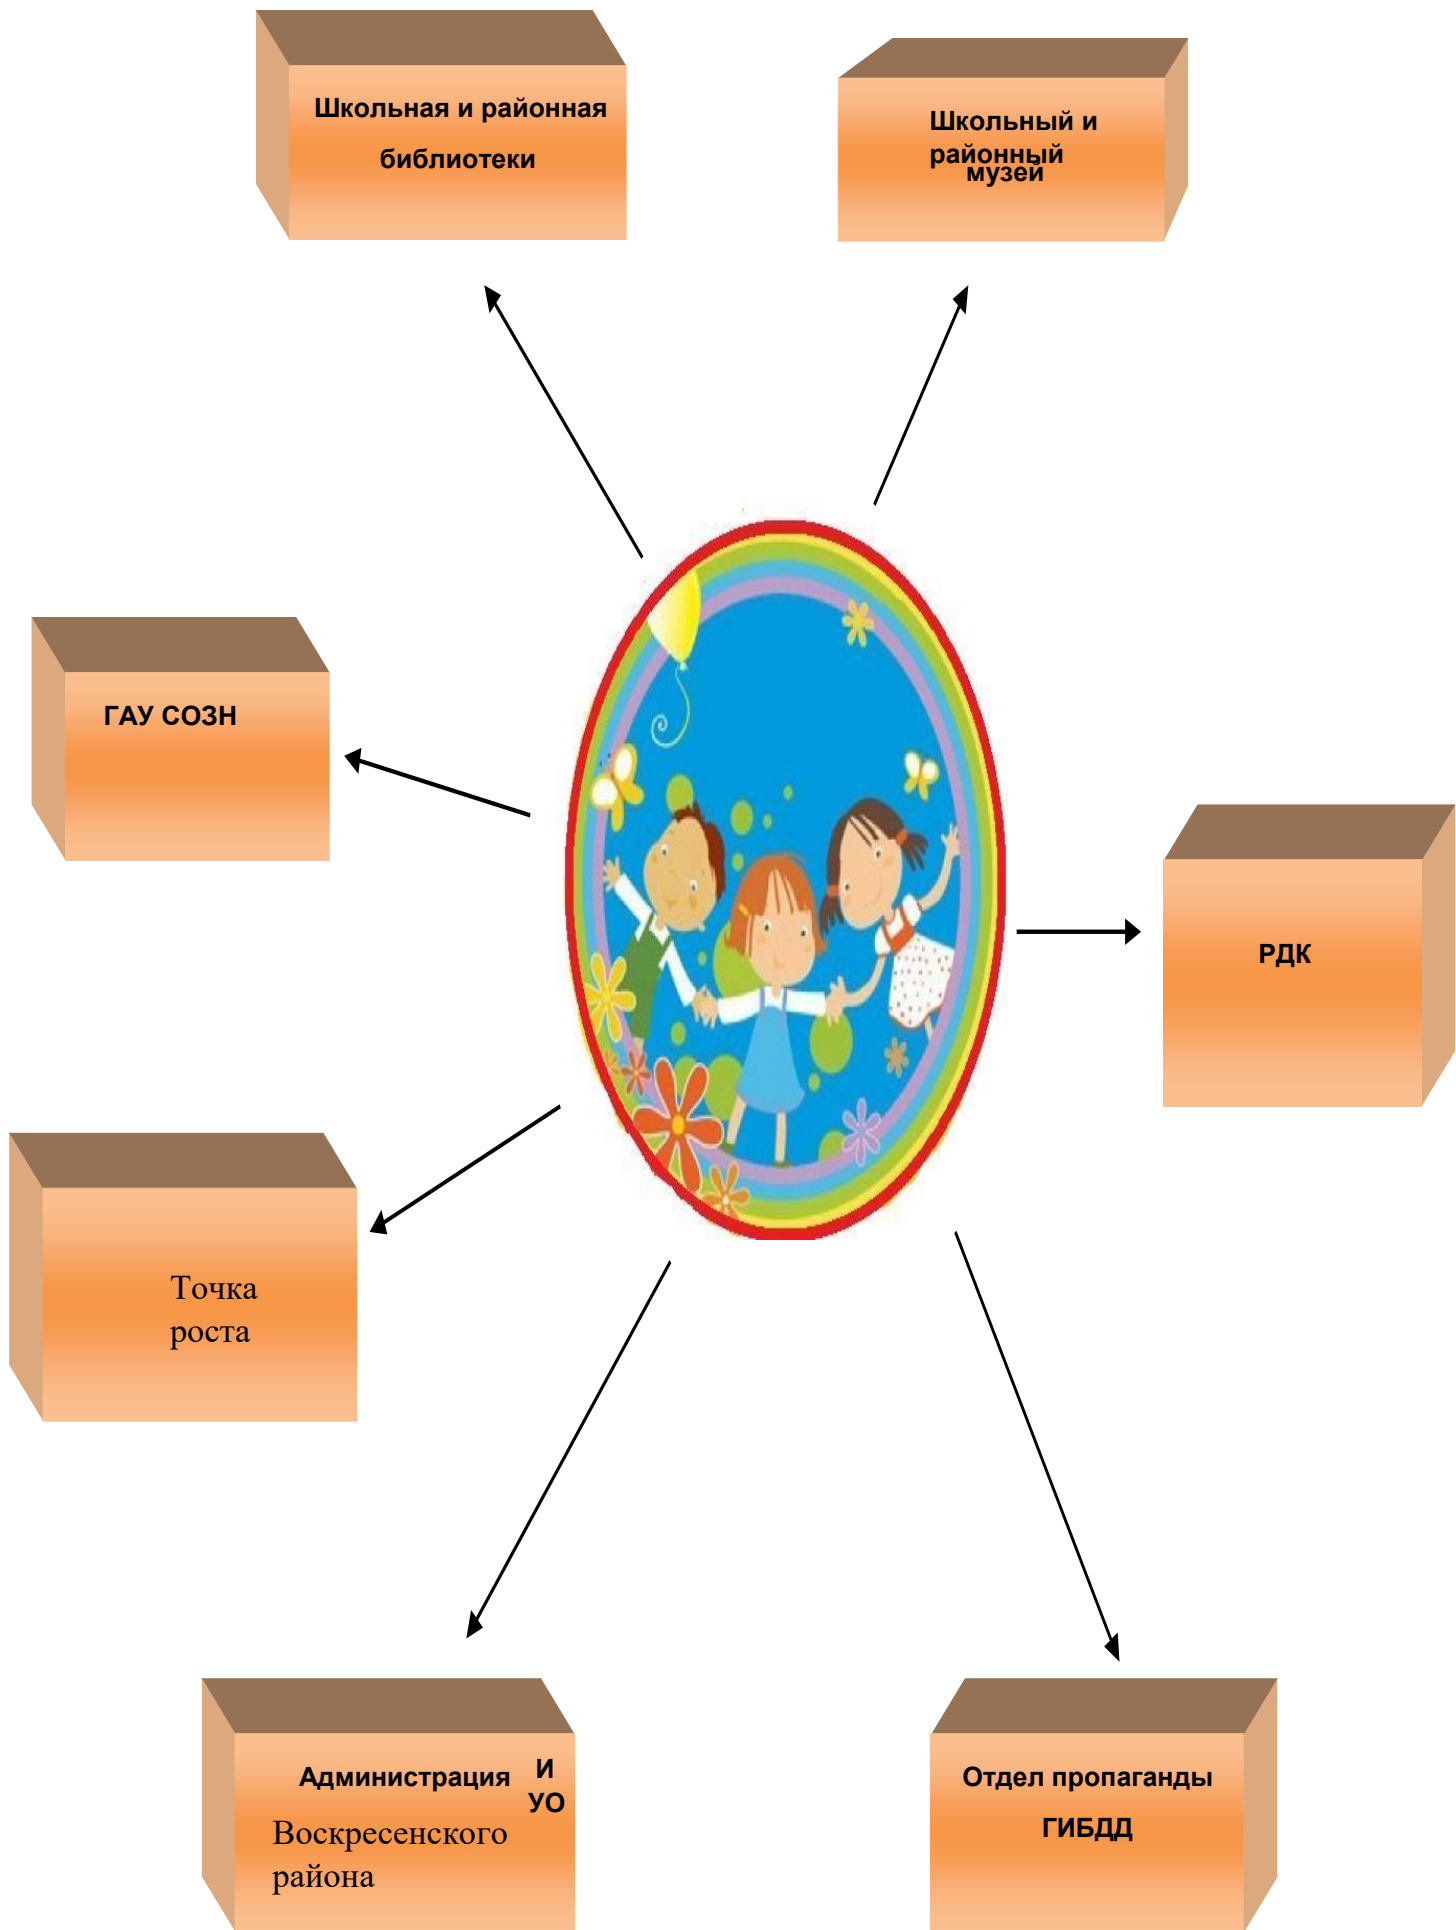 Школьная и районная
библиотеки
Школьный и
районный
музей
ГАУ СОЗН
РДК
Точка
роста
Администрация И
УО
Воскресенского
района
Отдел пропаганды
ГИБДД